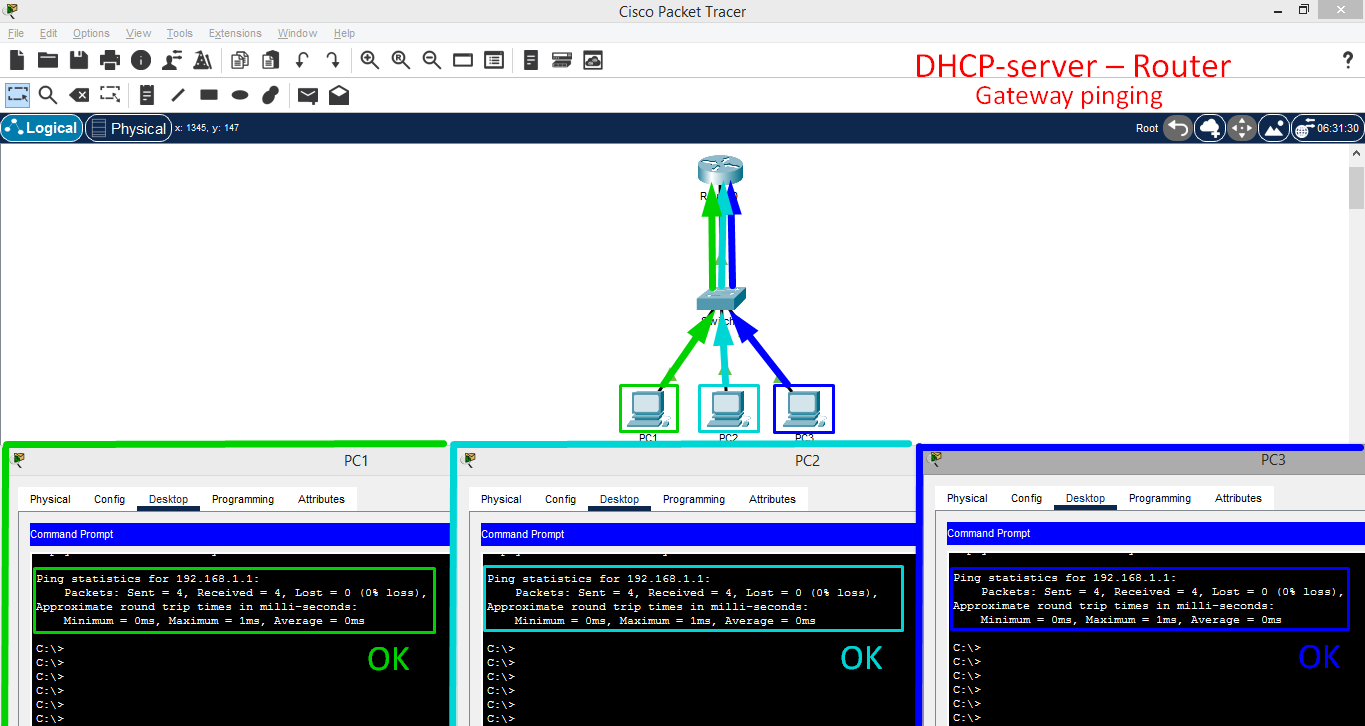 Cisco Packet Tracer
File Edit Options View Tools Extensions Window Help
DHCP-server – Router
Gateway pinging
?
Logical Physical x: 1345, y: 147 Root 06:31:30
PC1 PC2 PC3
PC1
Physical Config Desktop Programming Attributes
Command Prompt
Ping statistics for 192.168.1.1:
Packets: Sent = 4, Received = 4, Lost = 0 (0% loss),
Approximate round trip times in milli-seconds:
Minimum = 0ms, Maximum = 1ms, Average = 0ms
C:\>
C:\>
C:\>
C:\>
C:\>
C:\>
OK
PC2
Physical Config Desktop Programming Attributes
Command Prompt
Ping statistics for 192.168.1.1:
Packets: Sent = 4, Received = 4, Lost = 0 (0% loss),
Approximate round trip times in milli-seconds:
Minimum = 0ms, Maximum = 1ms, Average = 0ms
C:\>
C:\>
C:\>
C:\>
C:\>
C:\>
OK
PC3
Physical Config Desktop Programming Attributes
Command Prompt
Ping statistics for 192.168.1.1:
Packets: Sent = 4, Received = 4, Lost = 0 (0% loss),
Approximate round trip times in milli-seconds:
Minimum = 0ms, Maximum = 1ms, Average = 0ms
C:\>
C:\>
C:\>
C:\>
C:\>
C:\>
OK